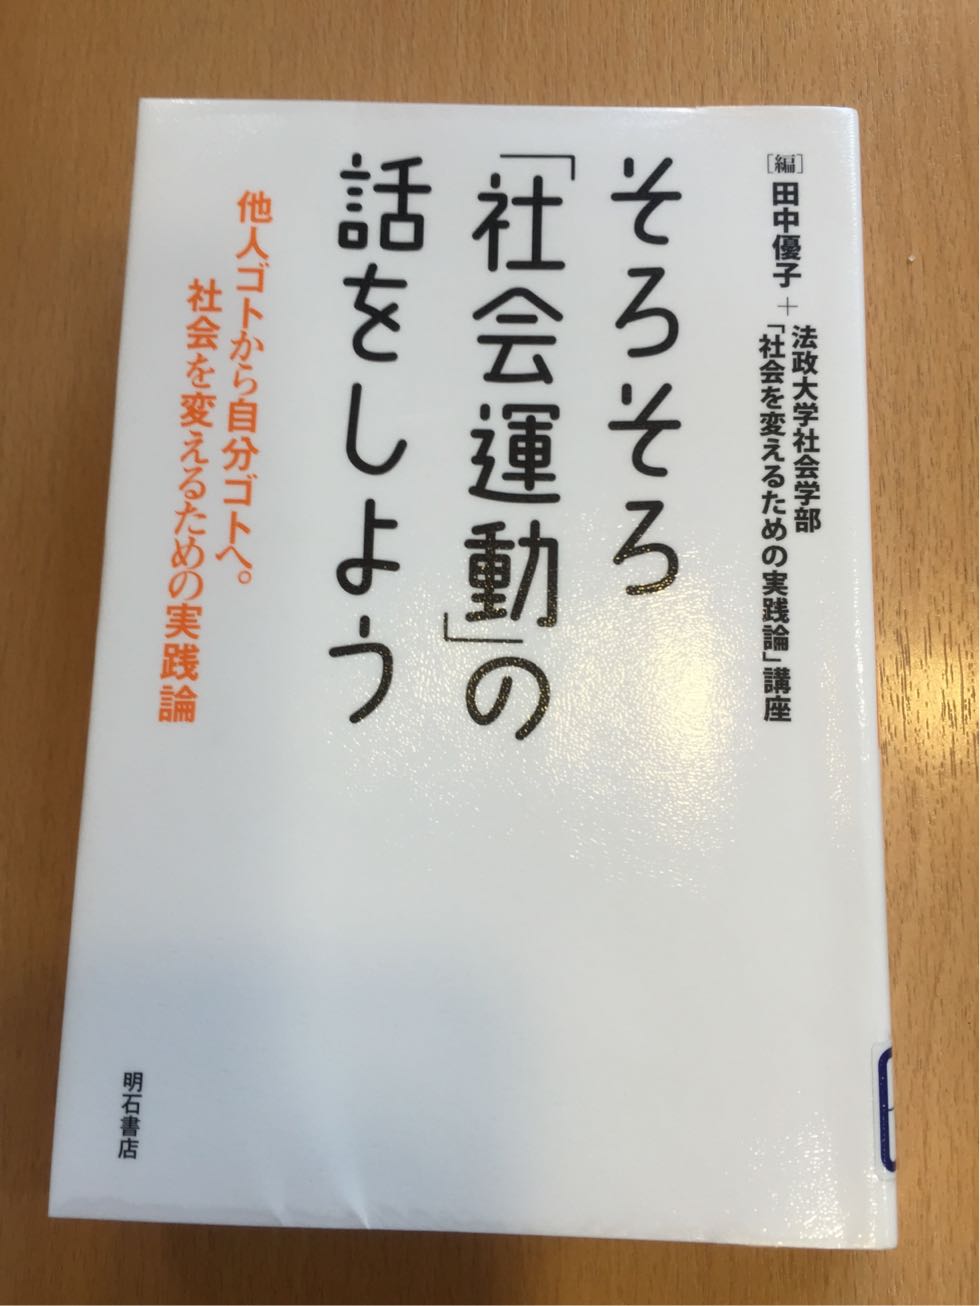 [編]田中優子+法政大学社会学部
「社会を変えるための実践論」講座
そろそろ
「社会運動」の
話をしよう
他人ゴトから自分ゴトへ。
社会を変えるための実践論
明石書店